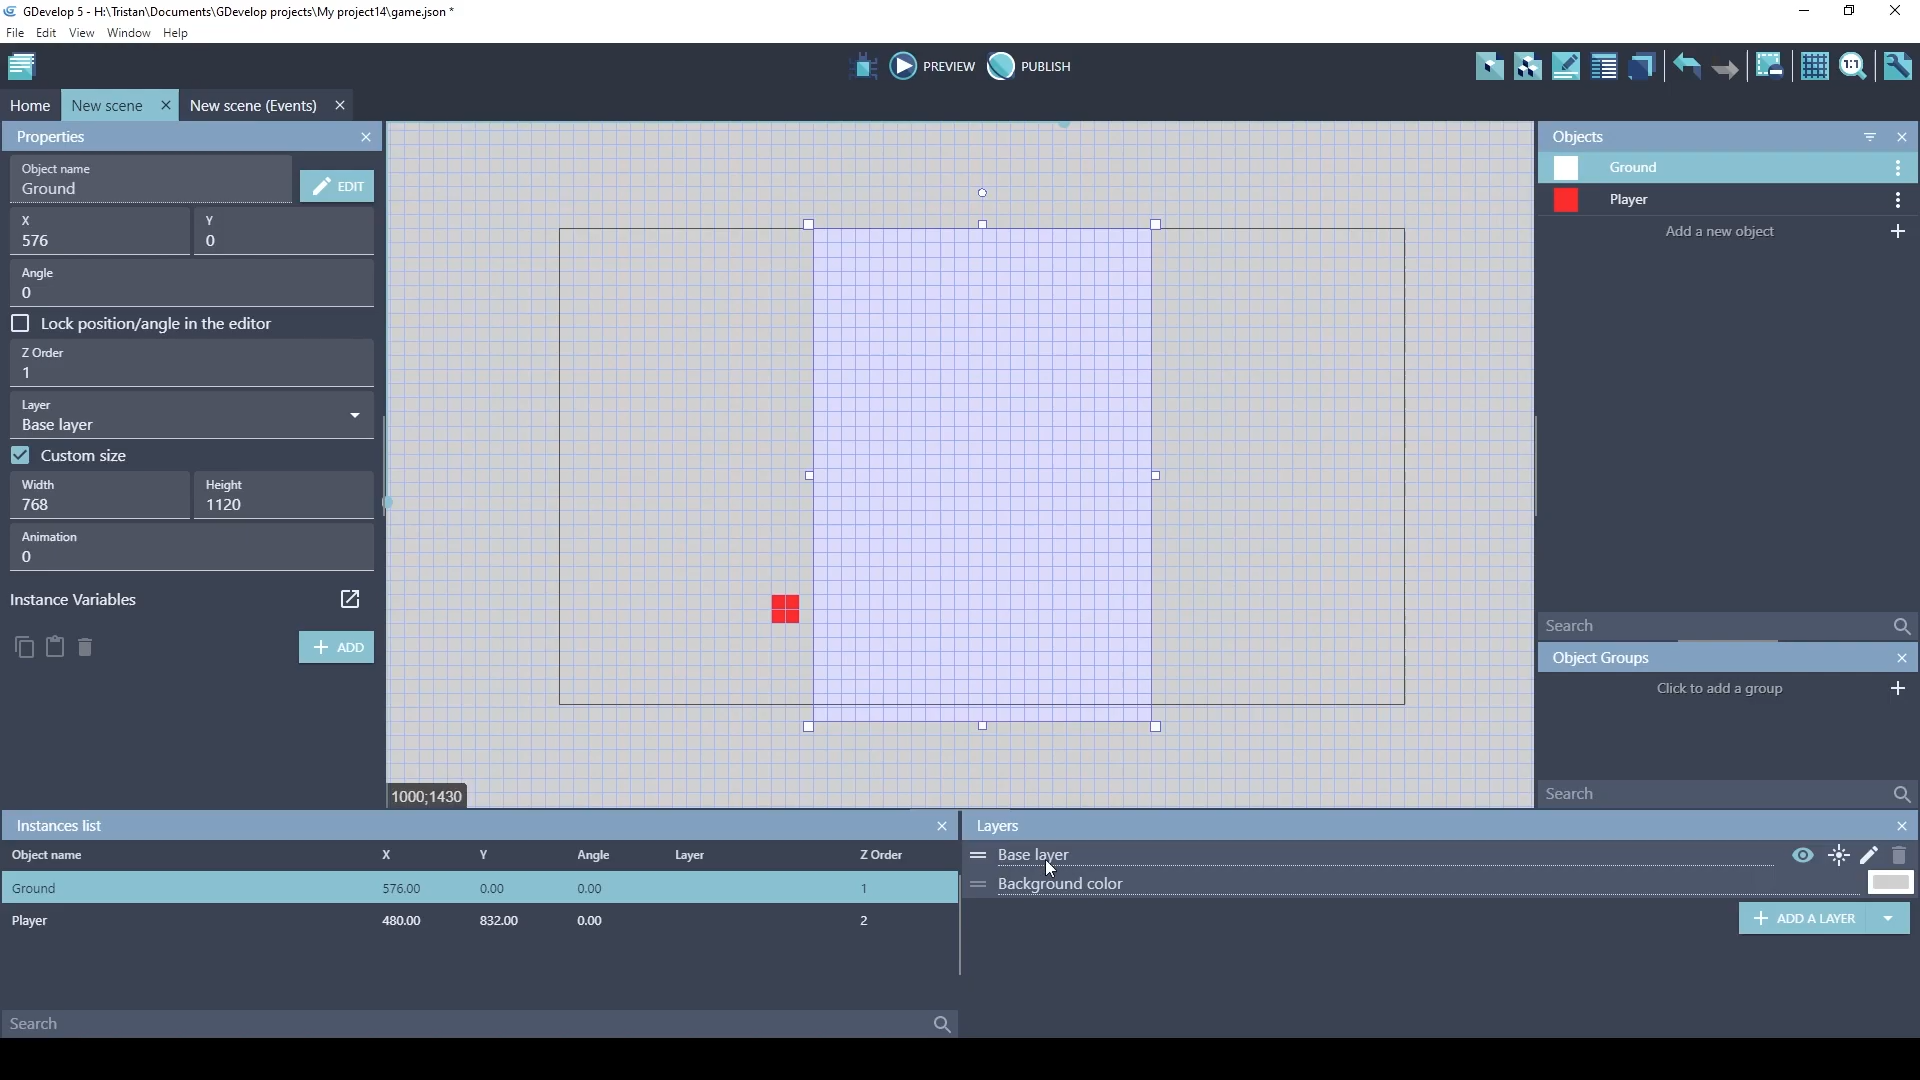 GDevelop 5 - H:\Tristan\Documents\GDevelop projects\My project14\game.json *
File Edit View Window Help
PREVIEW PUBLISH 1:1
Home New scene New scene (Events)
Properties
Object name
Ground
EDIT
X Y
576 0
Angle
0
Lock position/angle in the editor
Z Order
1
Layer
Base layer
Custom size
Width Height
768 1120
Animation
0
Instance Variables
ADD
1000;1430
Objects
Ground
Player
Add a new object
Search
Object Groups
Click to add a group
Search
Instances list
Object name X Y Angle Layer Z Order
Ground 576.00 0.00 0.00 1
Player 480.00 832.00 0.00 2
Search
Layers
Base layer
Background color
ADD A LAYER